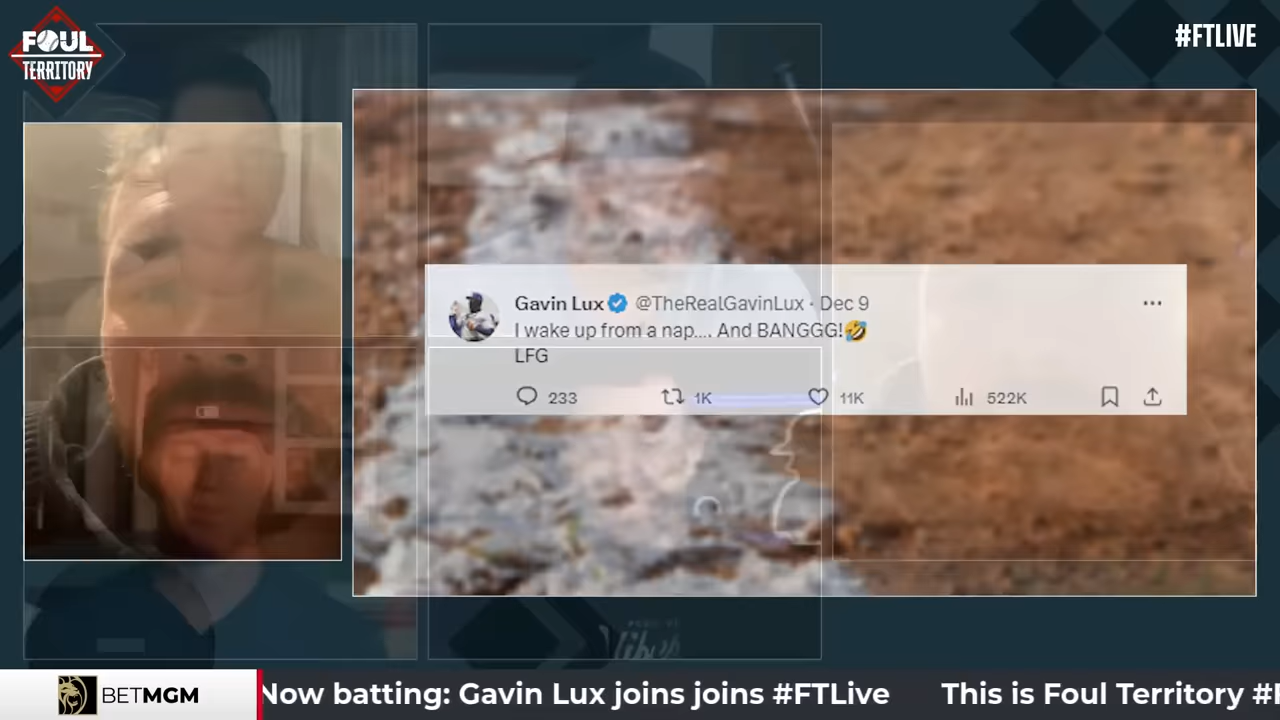 FOUL
TERRITORY
#FTLIVE
Gavin Lux @TheRealGavinLux · Dec 9
I wake up from a nap.... And BANGGG!🤣
LFG
233 1K 11K 522K
Vibes
BETMGM
Now batting: Gavin Lux joins joins #FTLive This is Foul Territory #F